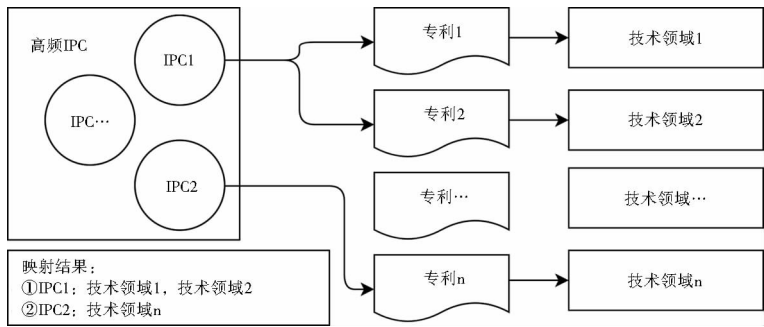 高频IPC
IPC1
IPC…
IPC2
专利1
技术领域1
专利2
技术领域2
专利…
技术领域…
专利n
技术领域n
映射结果：
①IPC1：技术领域1，技术领域2
②IPC2：技术领域n